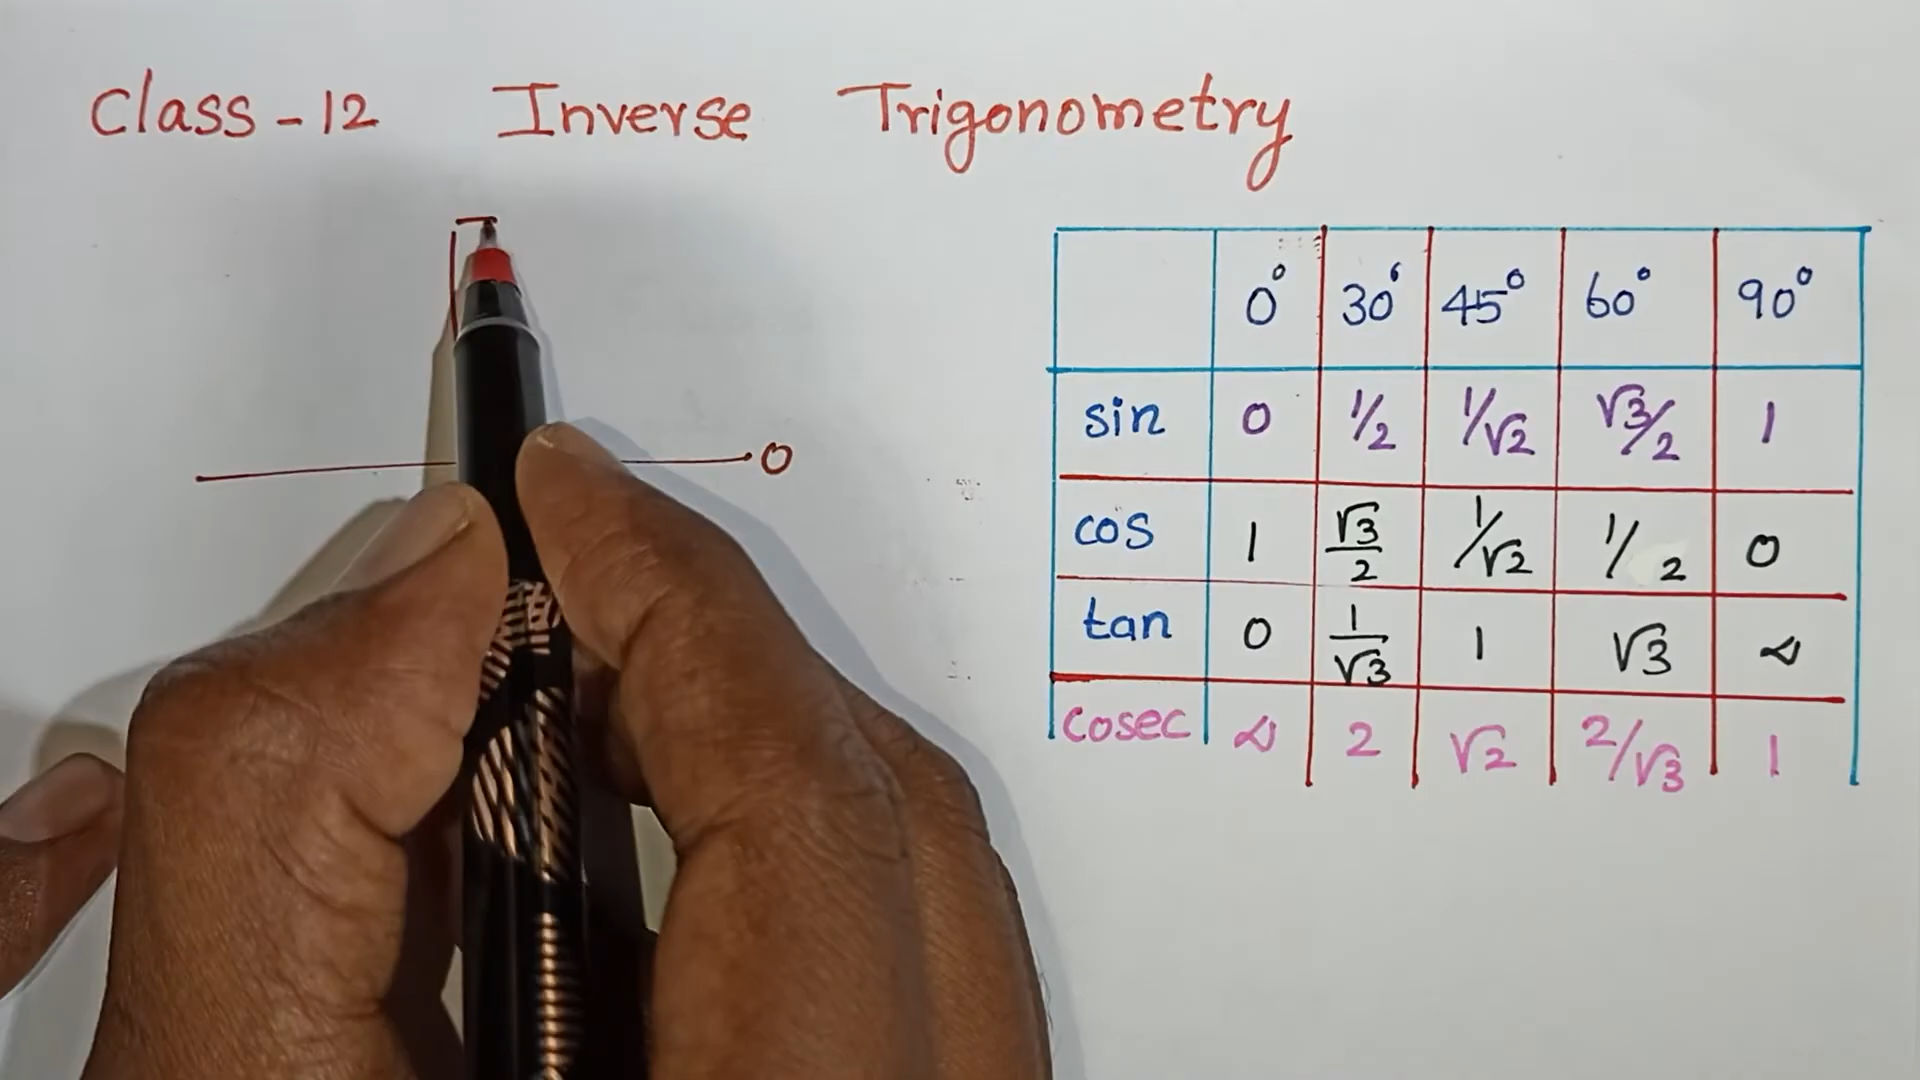 Class-12 Inverse Trigonometry
0
0° 30° 45° 60° 90°
sin 0 1/2 1/√2 √3/2 1
cos 1 √3/2 1/√2 1/2 0
tan 0 1/√3 1 √3 ∝
cosec ∝ 2 √2 2/√3 1